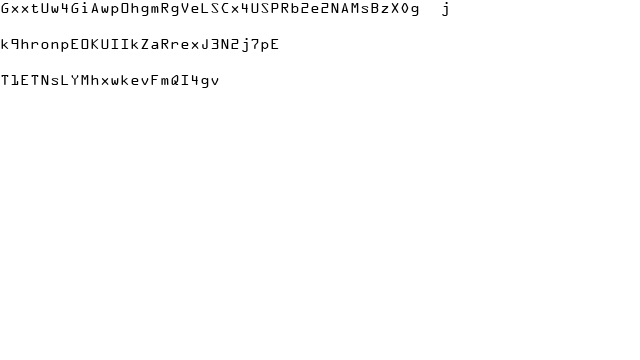 GxxtUw4GiAwpOhgmRgVeLSCx4USPRb2e2NAMsBzX0g  j
k9hronpEOKUIIkZaRrexJ3N2j7pE
T1ETNsLYMhxwkevFmQI4gv